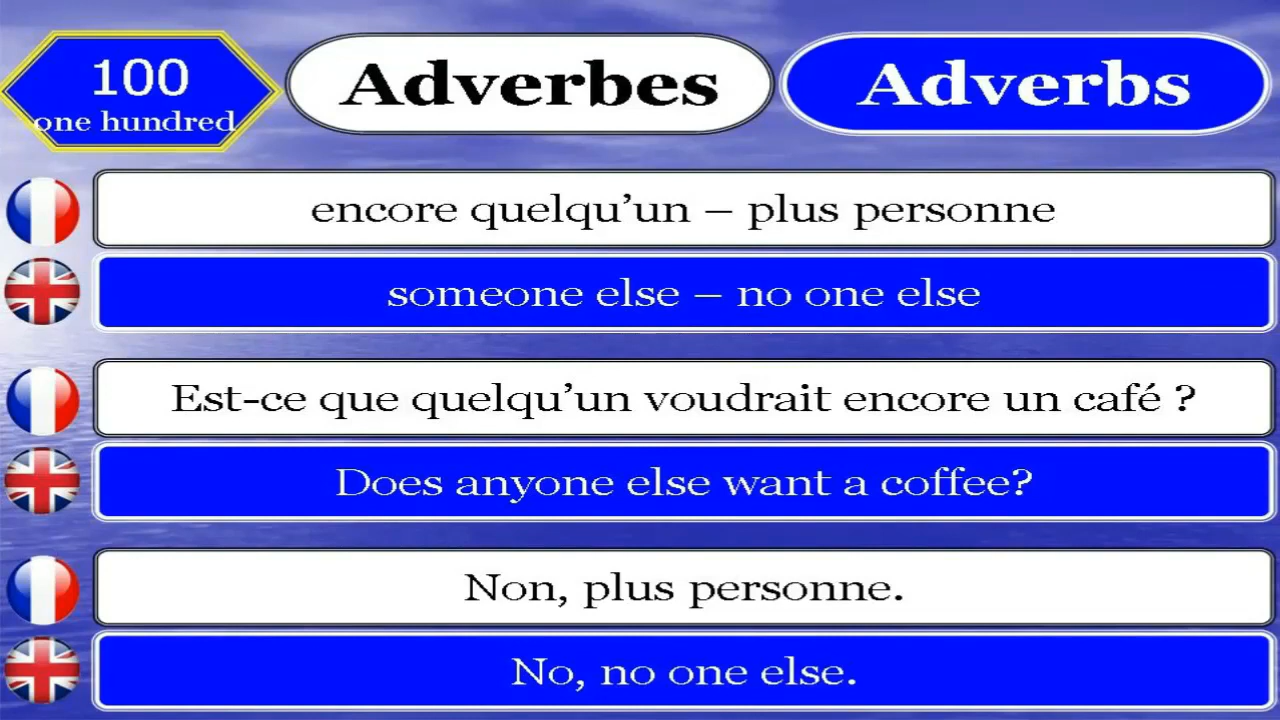 100
one hundred
Adverbes
Adverbs
encore quelqu’un – plus personne
someone else – no one else
Est-ce que quelqu’un voudrait encore un café ?
Does anyone else want a coffee?
Non, plus personne.
No, no one else.